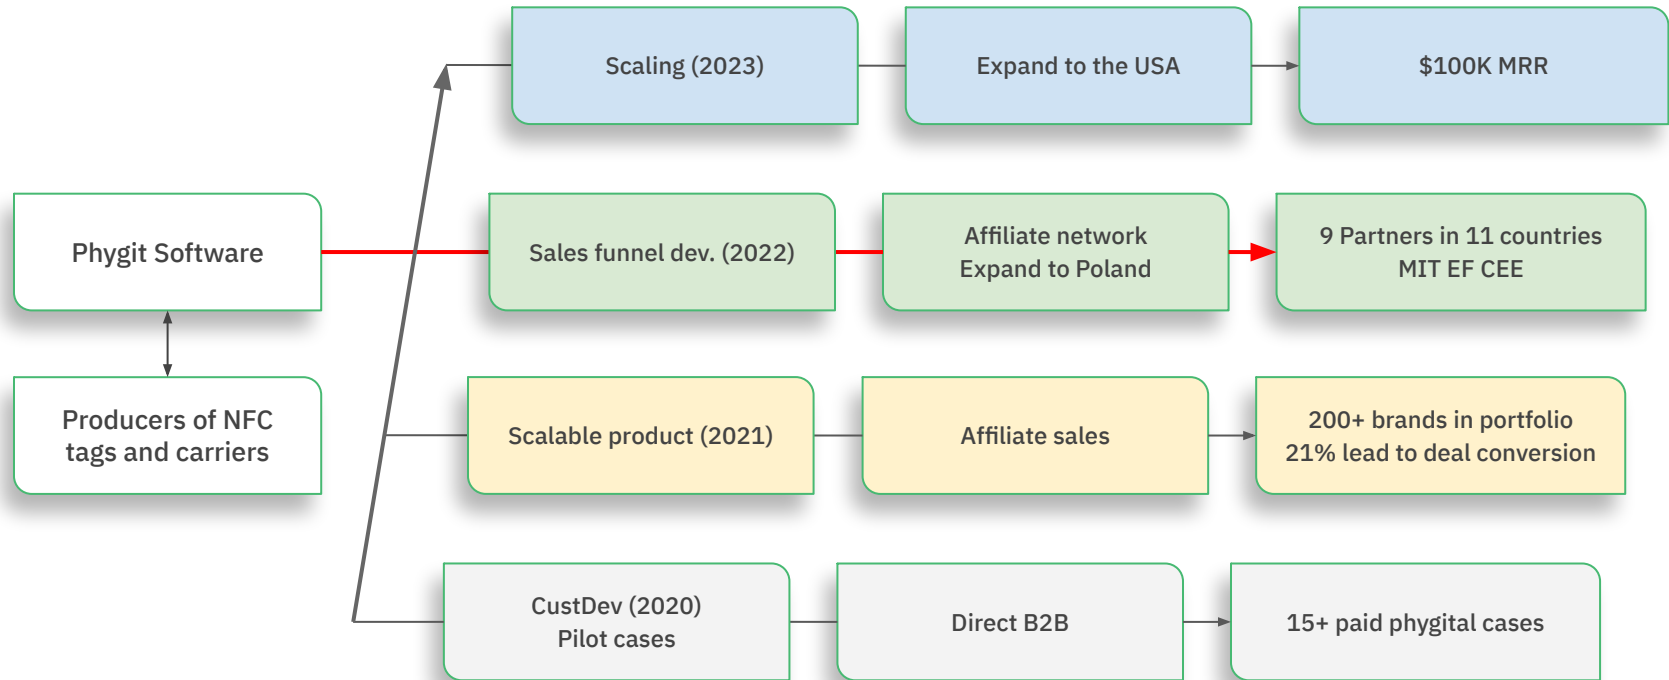 Scaling (2023)
Expand to the USA
$100K MRR
Phygit Software
Sales funnel dev. (2022)
Affiliate network
Expand to Poland
9 Partners in 11 countries
MIT EF CEE
Producers of NFC
tags and carriers
Scalable product (2021)
Affiliate sales
200+ brands in portfolio
21% lead to deal conversion
CustDev (2020)
Pilot cases
Direct B2B
15+ paid phygital cases